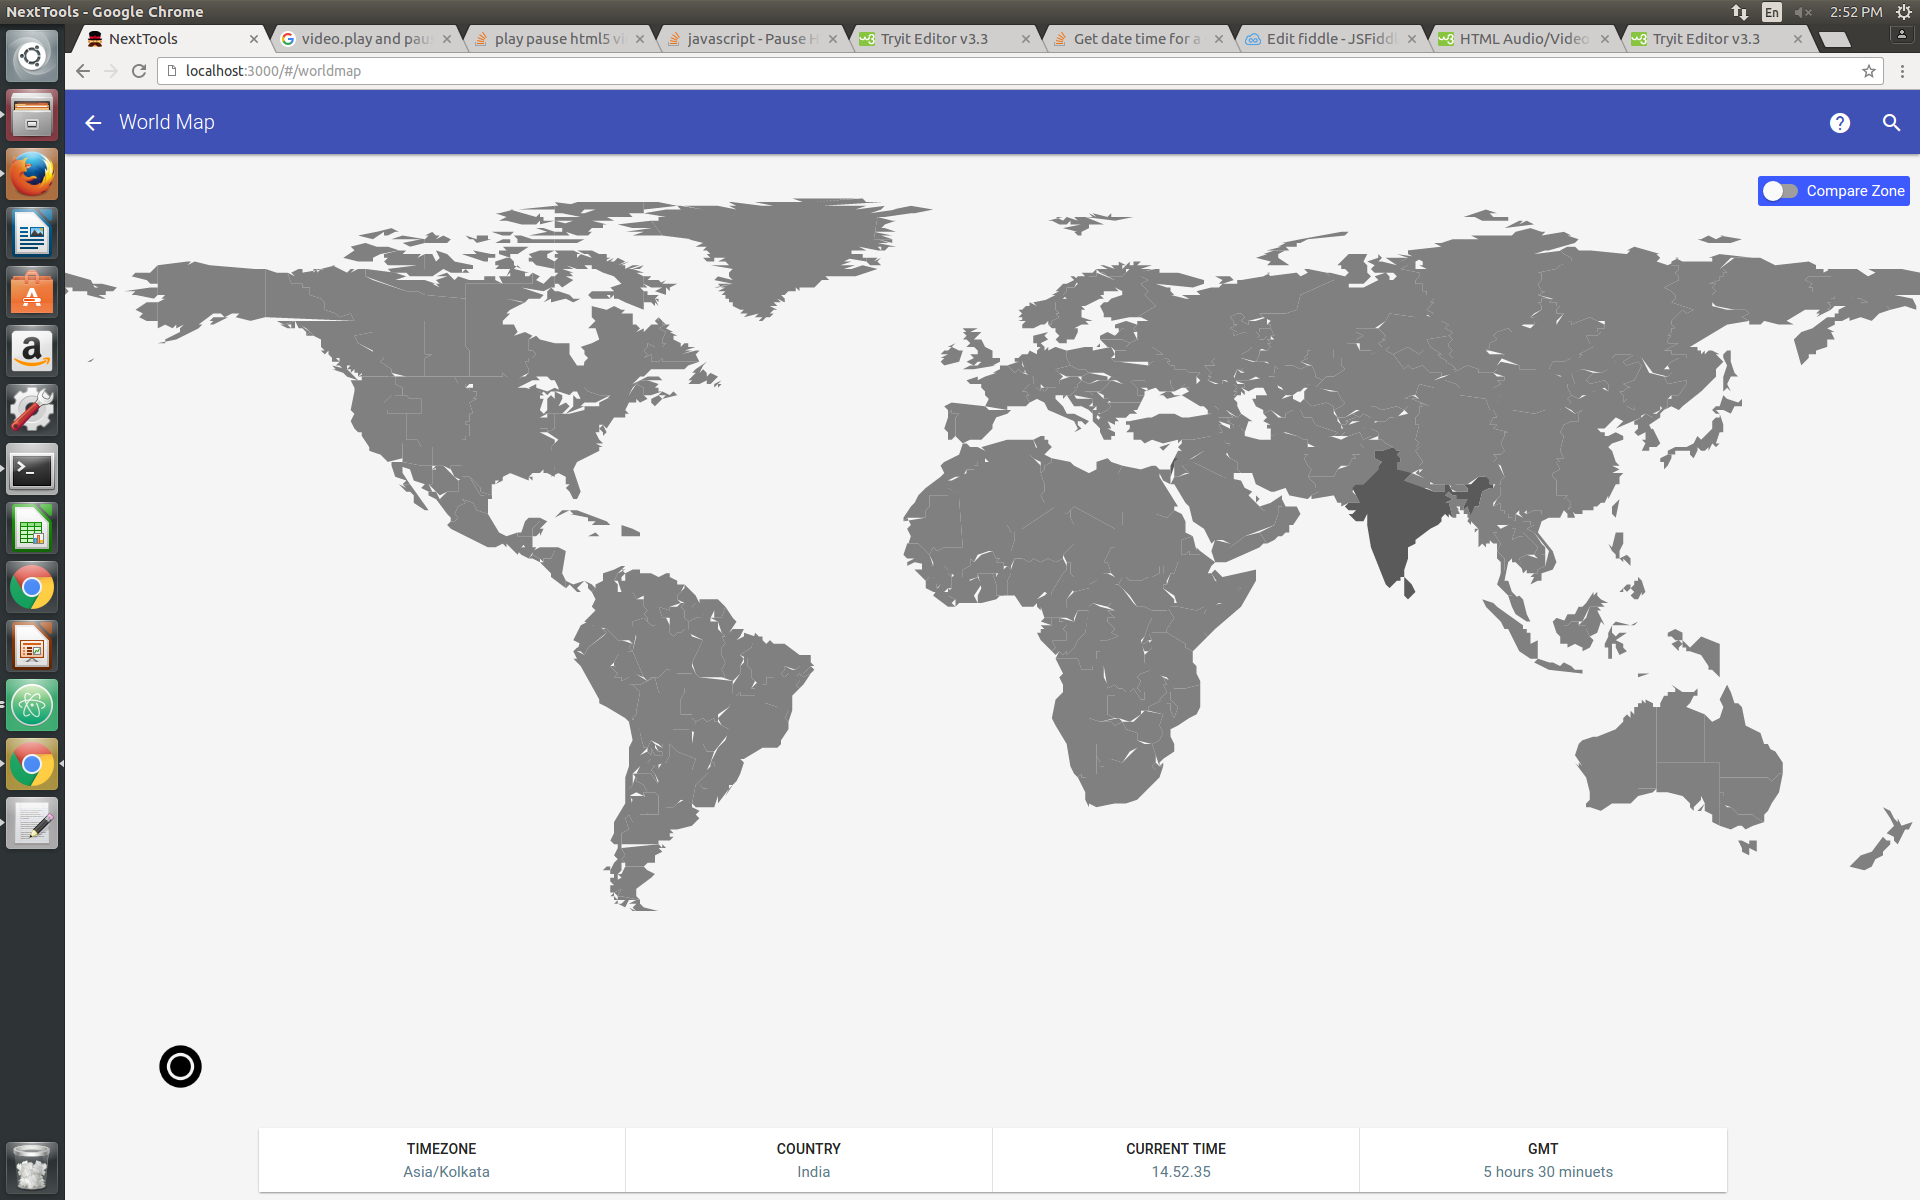 NextTools - Google Chrome
En
2:52 PM
NextTools
video.play and pau
play pause html5 vi
javascript - Pause H
Tryit Editor v3.3
Get date time for a
Edit fiddle - JSFiddl
HTML Audio/Video
Tryit Editor v3.3
localhost:3000/#/worldmap
World Map
Compare Zone
TIMEZONE
Asia/Kolkata
COUNTRY
India
CURRENT TIME
14.52.35
GMT
5 hours 30 minuets